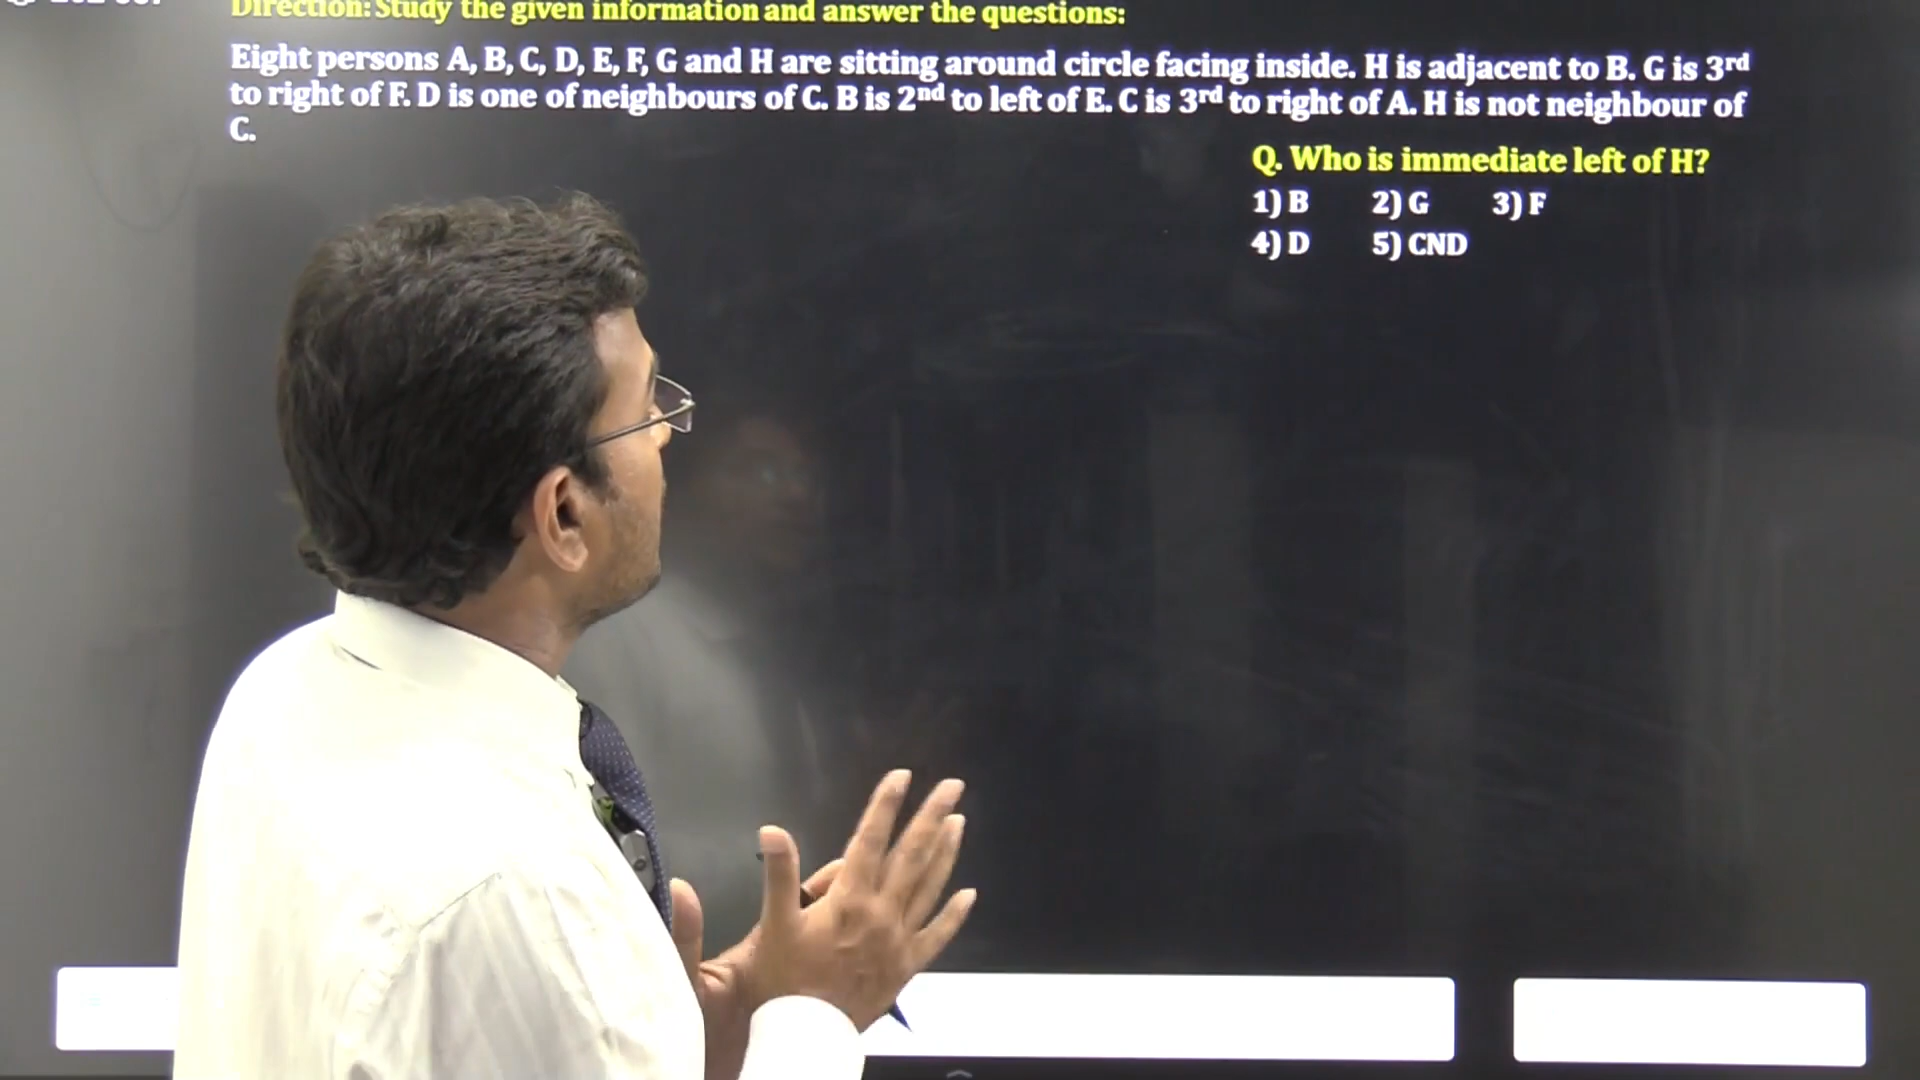 Direction: Study the given information and answer the questions:
Eight persons A, B, C, D, E, F, G and H are sitting around circle facing inside. H is adjacent to B. G is 3rd
to right of F. D is one of neighbours of C. B is 2nd to left of E. C is 3rd to right of A. H is not neighbour of
C.
Q. Who is immediate left of H?
1) B 2) G 3) F
4) D 5) CND